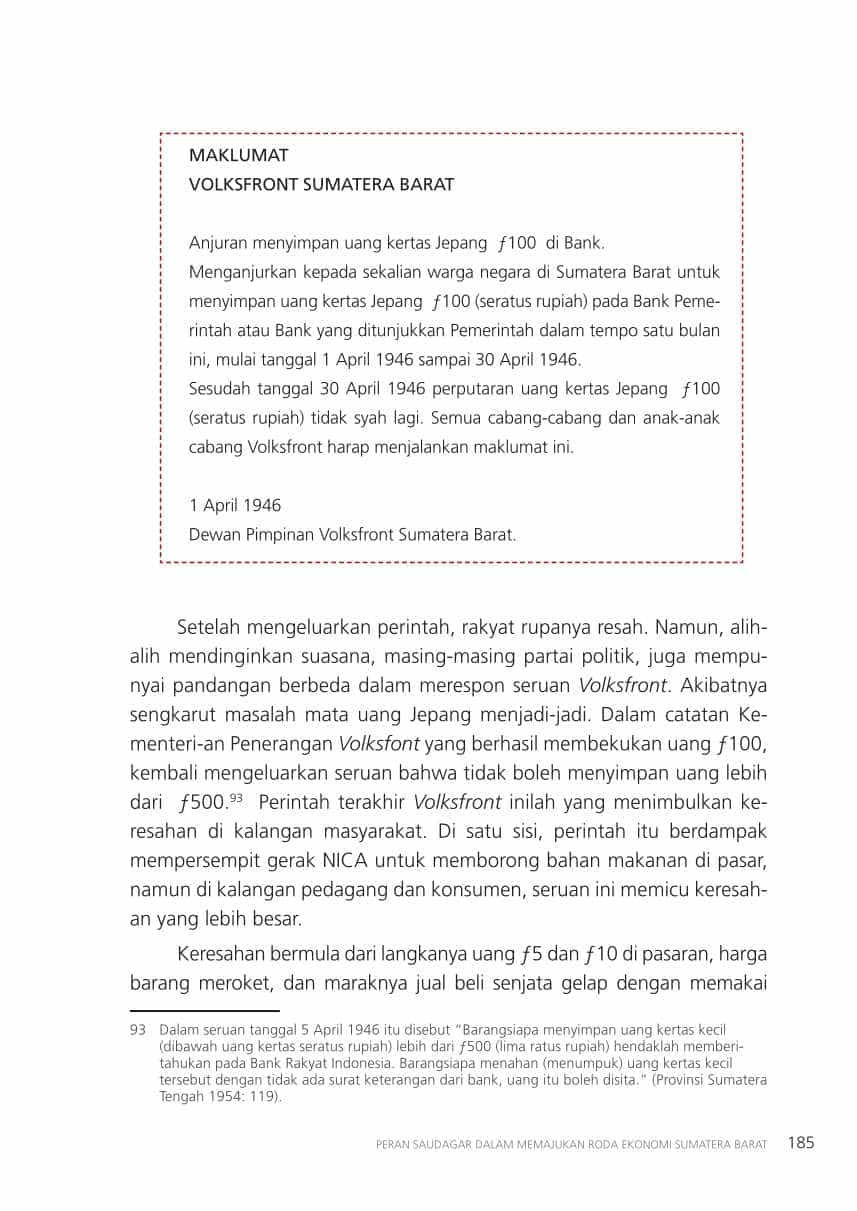 MAKLUMAT
VOLKSFRONT SUMATERA BARAT
Anjuran menyimpan uang kertas Jepang ƒ100 di Bank.
Menganjurkan kepada sekalian warga negara di Sumatera Barat untuk
menyimpan uang kertas Jepang ƒ100 (seratus rupiah) pada Bank Peme-
rintah atau Bank yang ditunjukkan Pemerintah dalam tempo satu bulan
ini, mulai tanggal 1 April 1946 sampai 30 April 1946.
Sesudah tanggal 30 April 1946 perputaran uang kertas Jepang ƒ100
(seratus rupiah) tidak syah lagi. Semua cabang-cabang dan anak-anak
cabang Volksfront harap menjalankan maklumat ini.
1 April 1946
Dewan Pimpinan Volksfront Sumatera Barat.
Setelah mengeluarkan perintah, rakyat rupanya resah. Namun, alih-
alih mendinginkan suasana, masing-masing partai politik, juga mempu-
nyai pandangan berbeda dalam merespon seruan Volksfront. Akibatnya
sengkarut masalah mata uang Jepang menjadi-jadi. Dalam catatan Ke-
menteri-an Penerangan Volksfont yang berhasil membekukan uang ƒ100,
kembali mengeluarkan seruan bahwa tidak boleh menyimpan uang lebih
dari ƒ500.93 Perintah terakhir Volksfront inilah yang menimbulkan ke-
resahan di kalangan masyarakat. Di satu sisi, perintah itu berdampak
mempersempit gerak NICA untuk memborong bahan makanan di pasar,
namun di kalangan pedagang dan konsumen, seruan ini memicu keresah-
an yang lebih besar.
Keresahan bermula dari langkanya uang ƒ5 dan ƒ10 di pasaran, harga
barang meroket, dan maraknya jual beli senjata gelap dengan memakai
93 Dalam seruan tanggal 5 April 1946 itu disebut “Barangsiapa menyimpan uang kertas kecil
(dibawah uang kertas seratus rupiah) lebih dari ƒ500 (lima ratus rupiah) hendaklah memberi-
tahukan pada Bank Rakyat Indonesia. Barangsiapa menahan (menumpuk) uang kertas kecil
tersebut dengan tidak ada surat keterangan dari bank, uang itu boleh disita.” (Provinsi Sumatera
Tengah 1954: 119).
PERAN SAUDAGAR DALAM MEMAJUKAN RODA EKONOMI SUMATERA BARAT 185